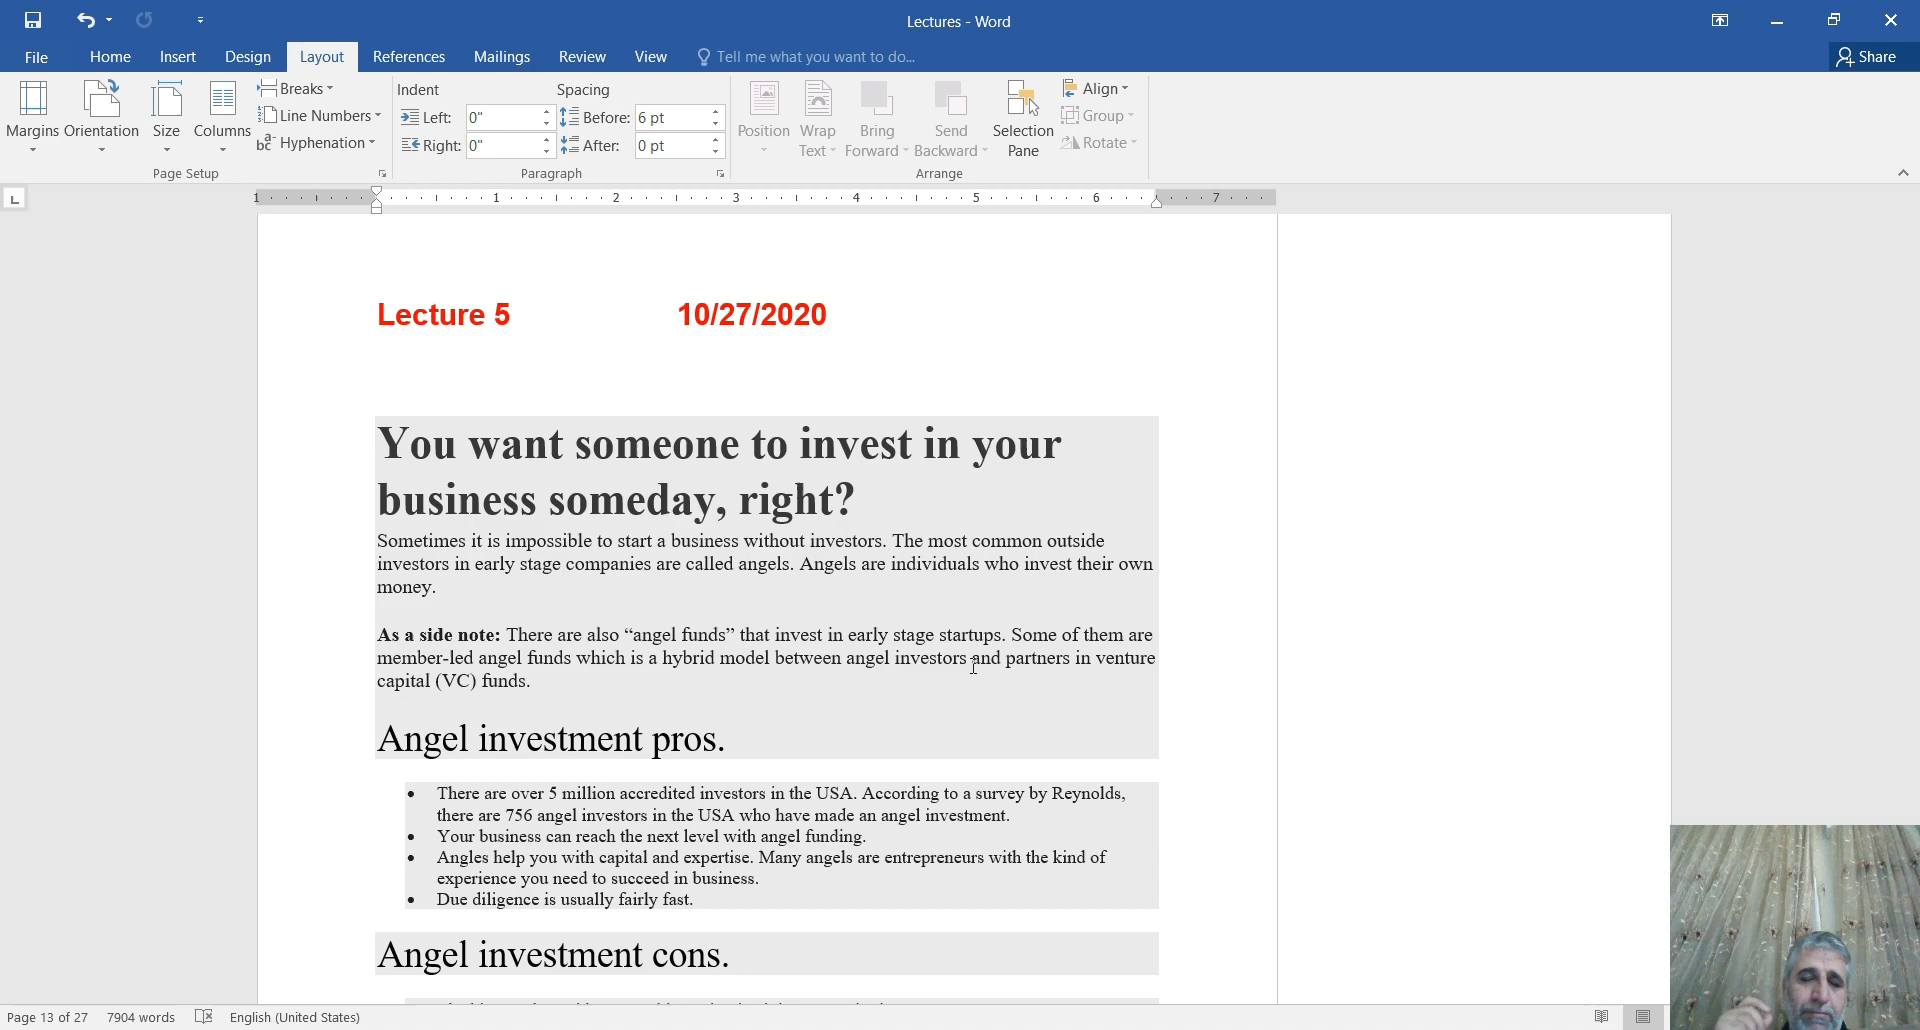 Lectures - Word
File Home Insert Design Layout References Mailings Review View Tell me what you want to do... Share
Margins Orientation Size Columns
Breaks
Line Numbers
Hyphenation
Page Setup
Indent Spacing
Left: 0" Before: 6 pt
Right: 0" After: 0 pt
Paragraph
Position
Wrap Text
Bring Forward
Send Backward
Selection Pane
Align
Group
Rotate
Arrange
L
1 1 2 3 4 5 6 7
Lecture 5 10/27/2020
You want someone to invest in your
business someday, right?
Sometimes it is impossible to start a business without investors. The most common outside
investors in early stage companies are called angels. Angels are individuals who invest their own
money.
As a side note: There are also “angel funds” that invest in early stage startups. Some of them are
member-led angel funds which is a hybrid model between angel investors and partners in venture
capital (VC) funds.
Angel investment pros.
• There are over 5 million accredited investors in the USA. According to a survey by Reynolds,
there are 756 angel investors in the USA who have made an angel investment.
• Your business can reach the next level with angel funding.
• Angles help you with capital and expertise. Many angels are entrepreneurs with the kind of
experience you need to succeed in business.
• Due diligence is usually fairly fast.
Angel investment cons.
Page 13 of 27 7904 words English (United States)